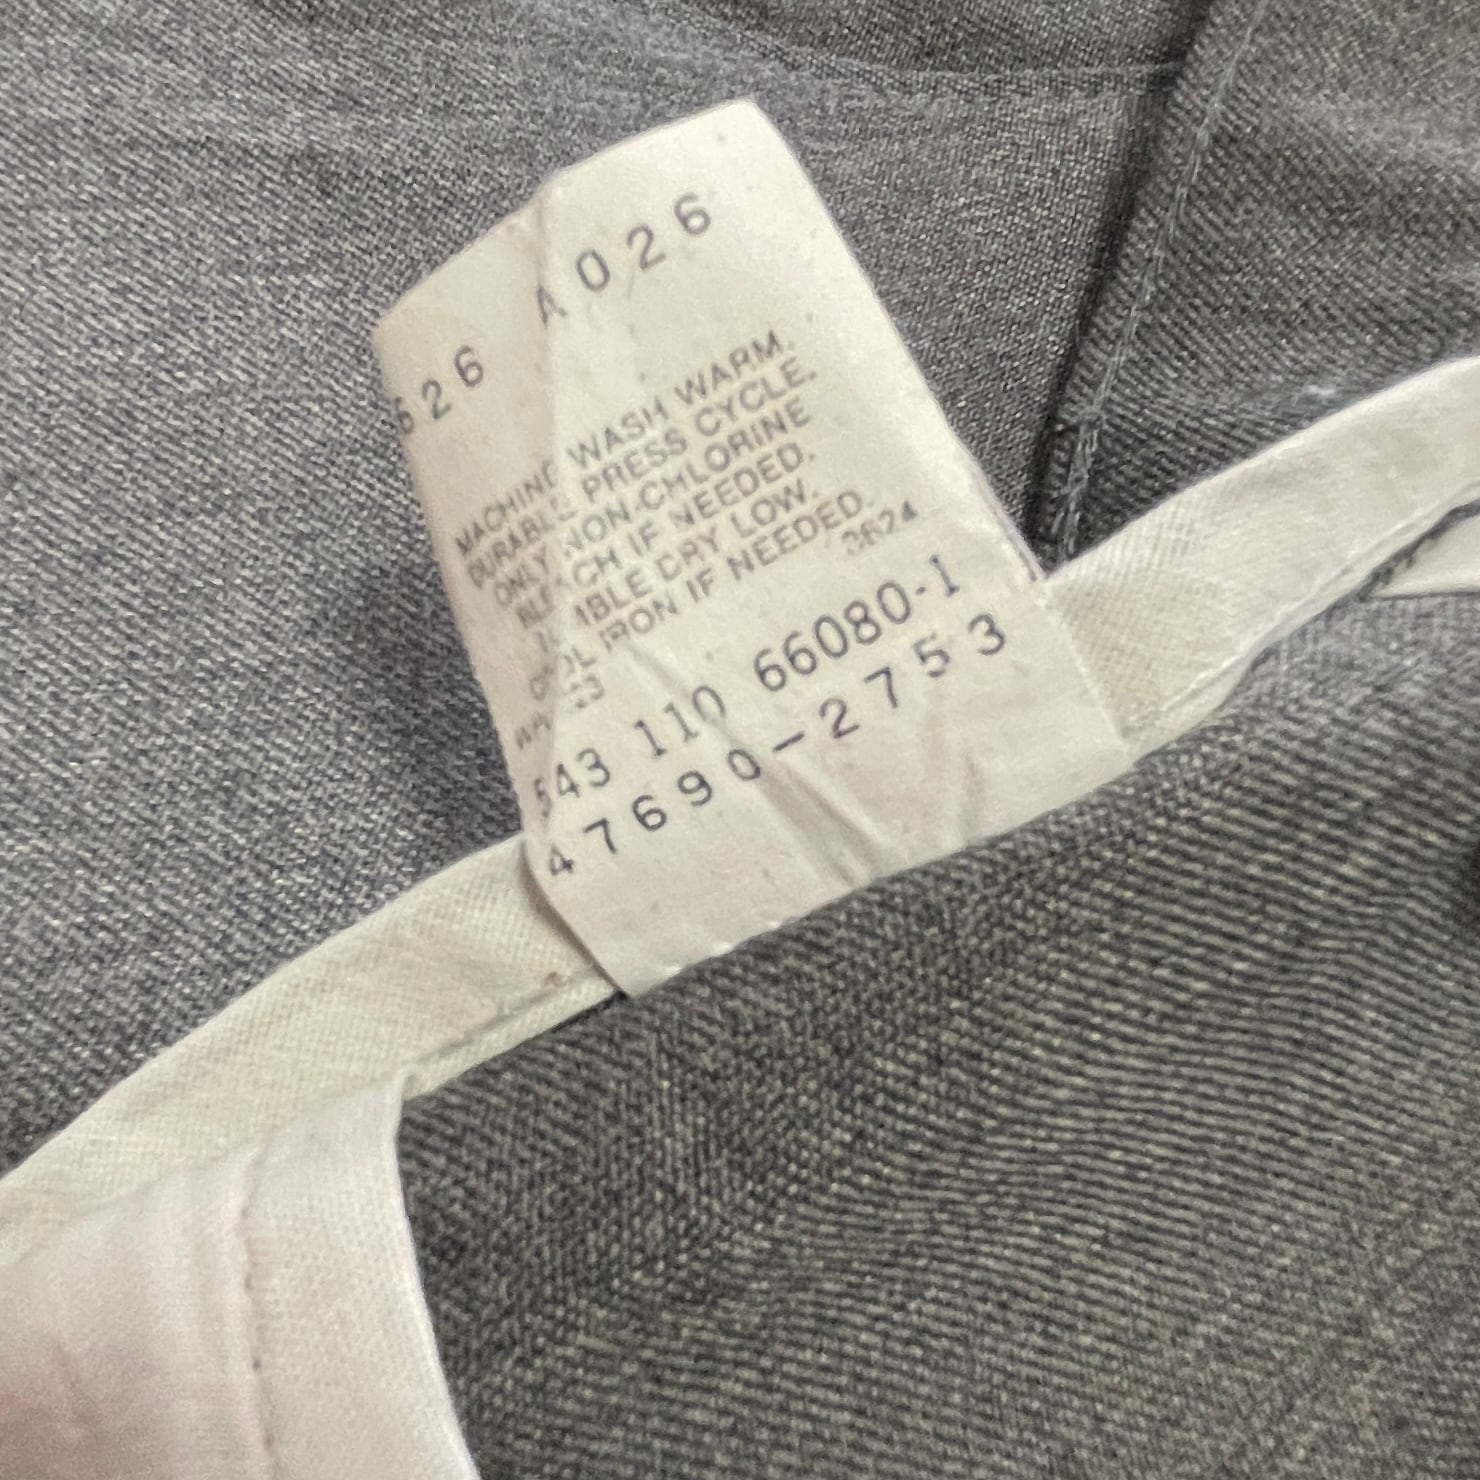 626 A026
MACHINE WASH WARM.
DURABLE PRESS CYCLE.
ONLY NON-CHLORINE
BLEACH IF NEEDED.
TUMBLE DRY LOW.
COOL IRON IF NEEDED.
3624
543 110 66080-1
47690-2753